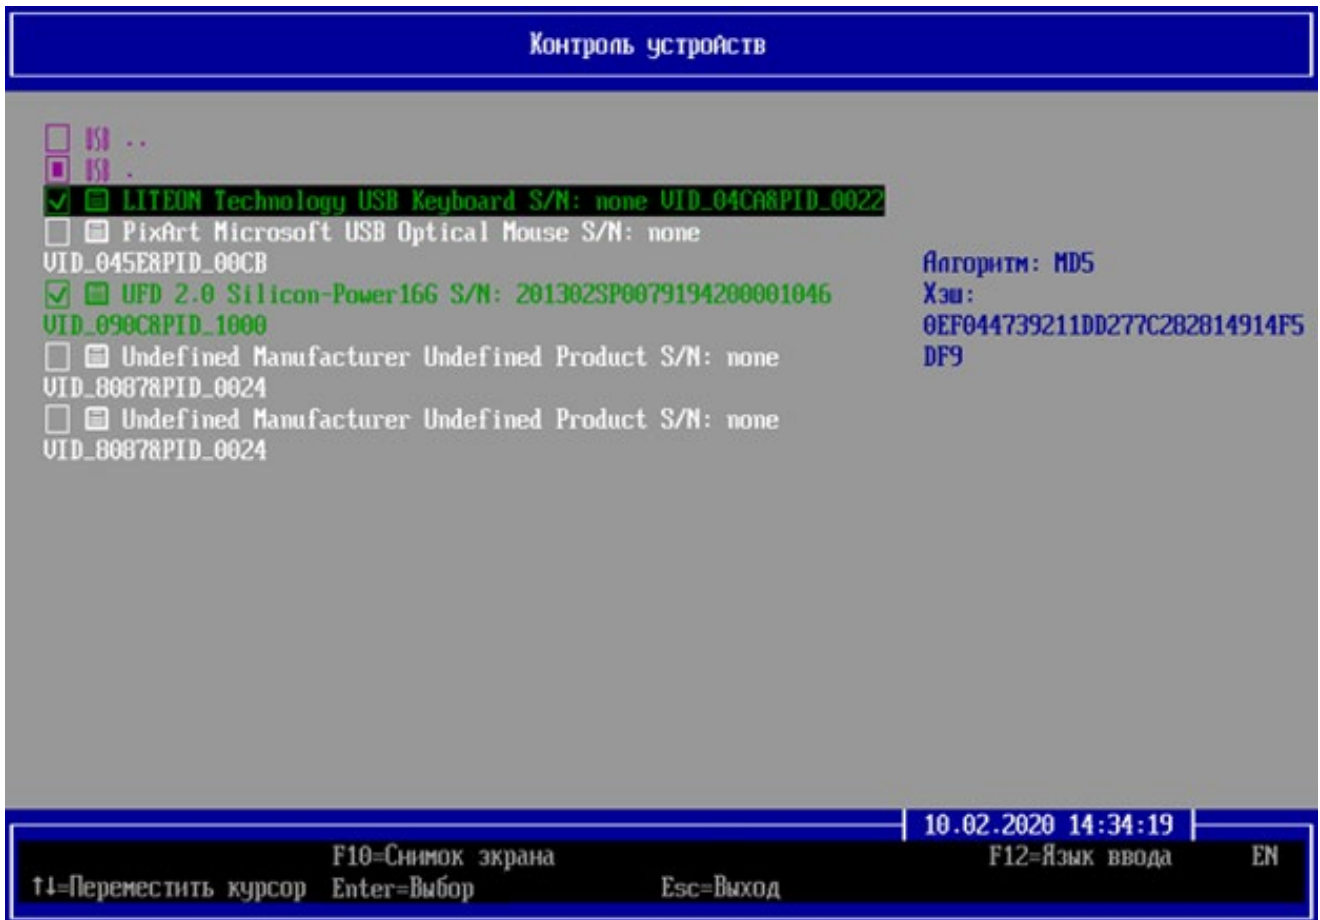 Контроль устройств
USB ..
USB .
LITEON Technology USB Keyboard S/N: none VID_04CA&PID_0022
PixArt Microsoft USB Optical Mouse S/N: none
VID_045E&PID_00CB
UFD 2.0 Silicon-Power16G S/N: 201302SP00791942000010​46
VID_090C&PID_1000
Undefined Manufacturer Undefined Product S/N: none
VID_8087&PID_0024
Undefined Manufacturer Undefined Product S/N: none
VID_8087&PID_0024
Алгоритм: MD5
Хэш:
0EF044739211DD277C282814914F5
DF9
10.02.2020 14:34:19
F10=Снимок экрана F12=Язык ввода EN
↑↓=Переместить курсор Enter=Выбор Esc=Выход